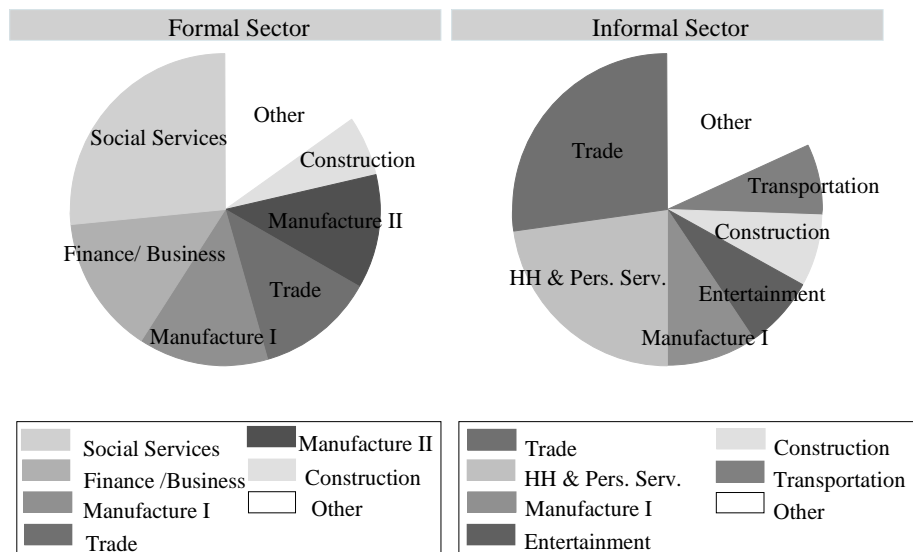 Formal Sector
Informal Sector
Other
Social Services
Construction
Manufacture II
Finance/ Business
Trade
Manufacture I
Other
Trade
Transportation
Construction
HH & Pers. Serv.
Entertainment
Manufacture I
Social Services
Finance /Business
Manufacture I
Trade
Manufacture II
Construction
Other
Trade
HH & Pers. Serv.
Manufacture I
Entertainment
Construction
Transportation
Other